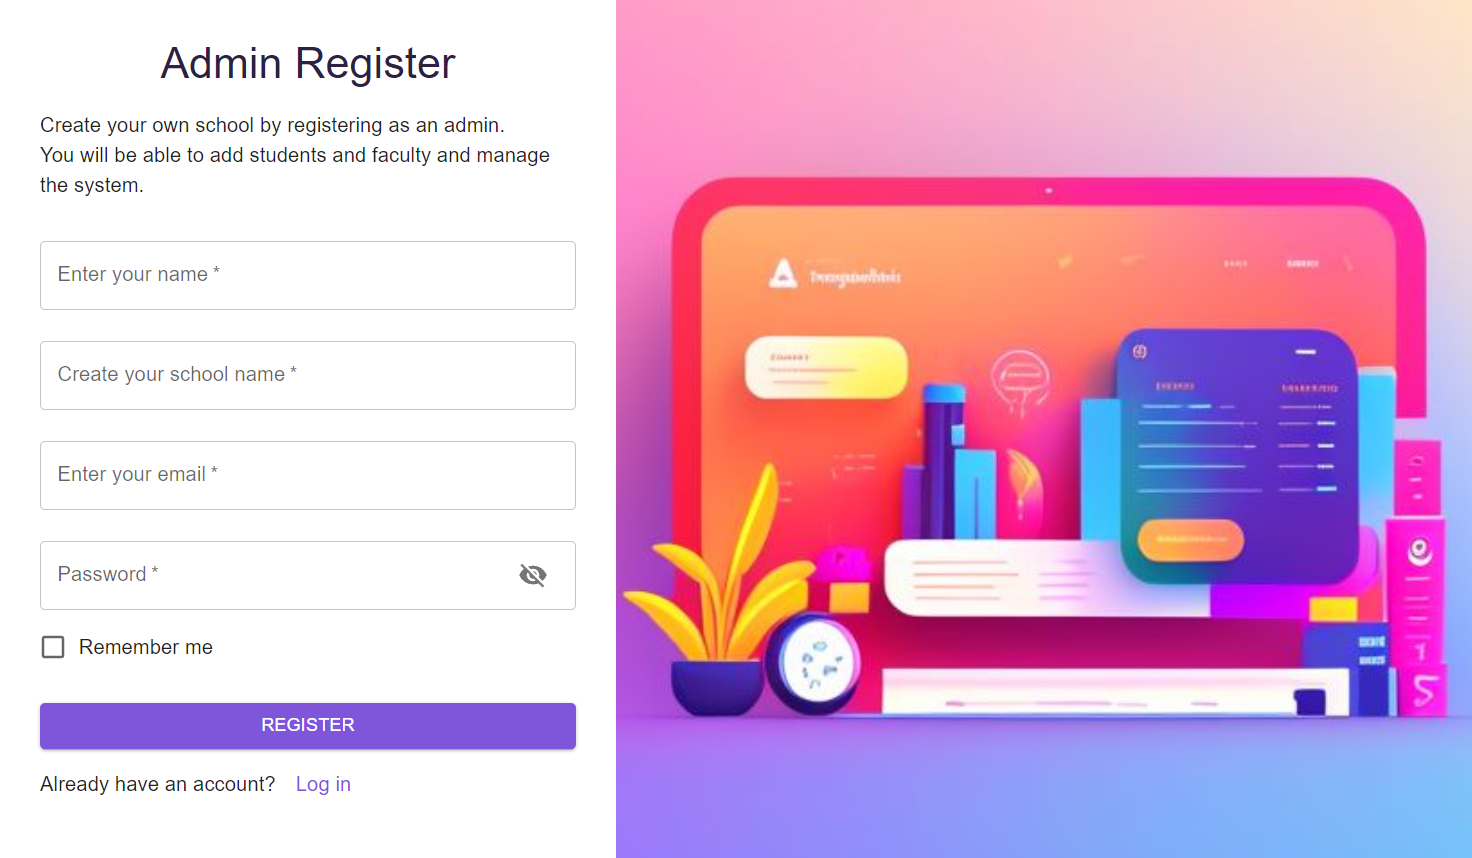 Admin Register
Create your own school by registering as an admin.
You will be able to add students and faculty and manage
the system.
Enter your name *
Create your school name *
Enter your email *
Password *
Remember me
REGISTER
Already have an account? Log in